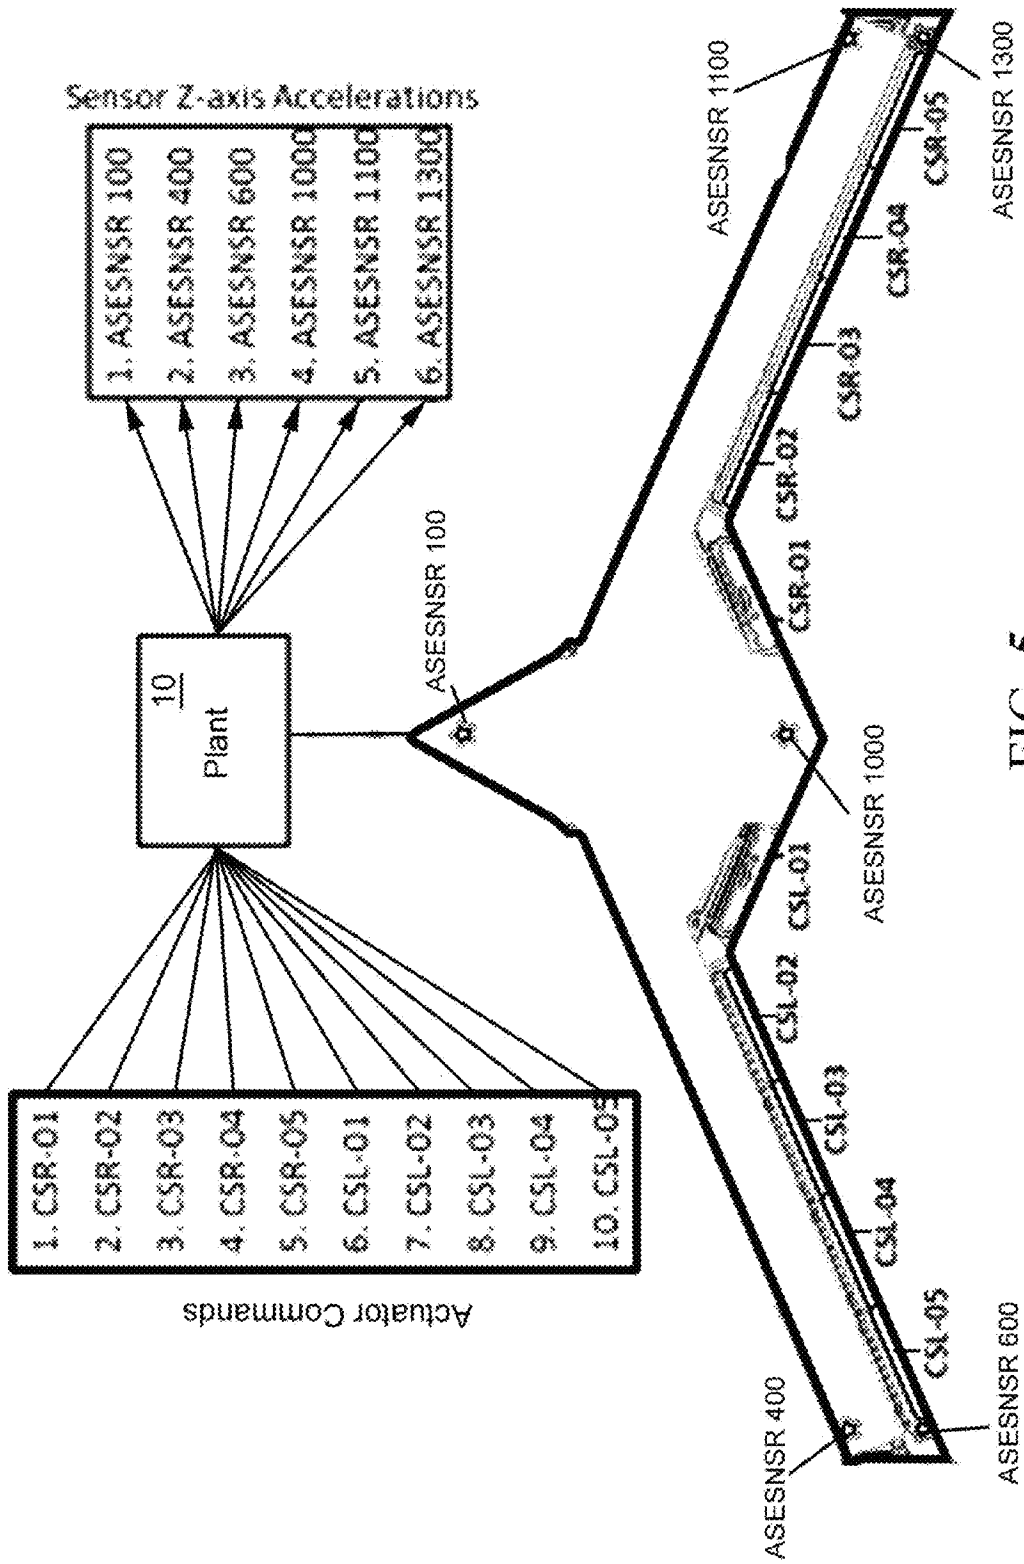 Actuator Commands
1. CSR-01
2. CSR-02
3. CSR-03
4. CSR-04
5. CSR-05
6. CSL-01
7. CSL-02
8. CSL-03
9. CSL-04
10. CSL-05
10
Plant
Sensor Z-axis Accelerations
1. ASESNSR 100
2. ASESNSR 400
3. ASESNSR 600
4. ASESNSR 1000
5. ASESNSR 1100
6. ASESNSR 1300
ASESNSR 100
ASESNSR 1100
ASESNSR 400
CSL-05
CSL-04
CSL-03
CSL-02
CSL-01
CSR-01
CSR-02
CSR-03
CSR-04
CSR-05
ASESNSR 600
ASESNSR 1000
ASESNSR 1300